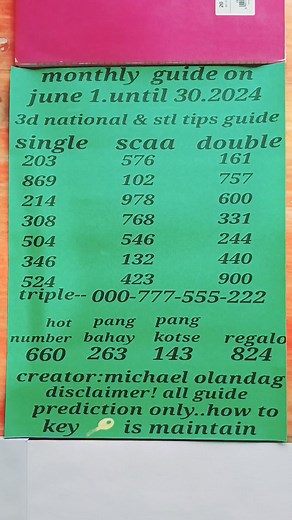 monthly guide on
june 1.until 30.2024
3d national & stl tips guide
single scaa double
203 576 161
869 102 757
214 978 600
308 768 331
504 546 244
346 132 440
524 423 900
triple-- 000-777-555-222
hot pang pang
number bahay kotse regalo
660 263 143 824
creator:michael olandag
disclaimer! all guide
prediction only..how to
key 🔑 is maintain